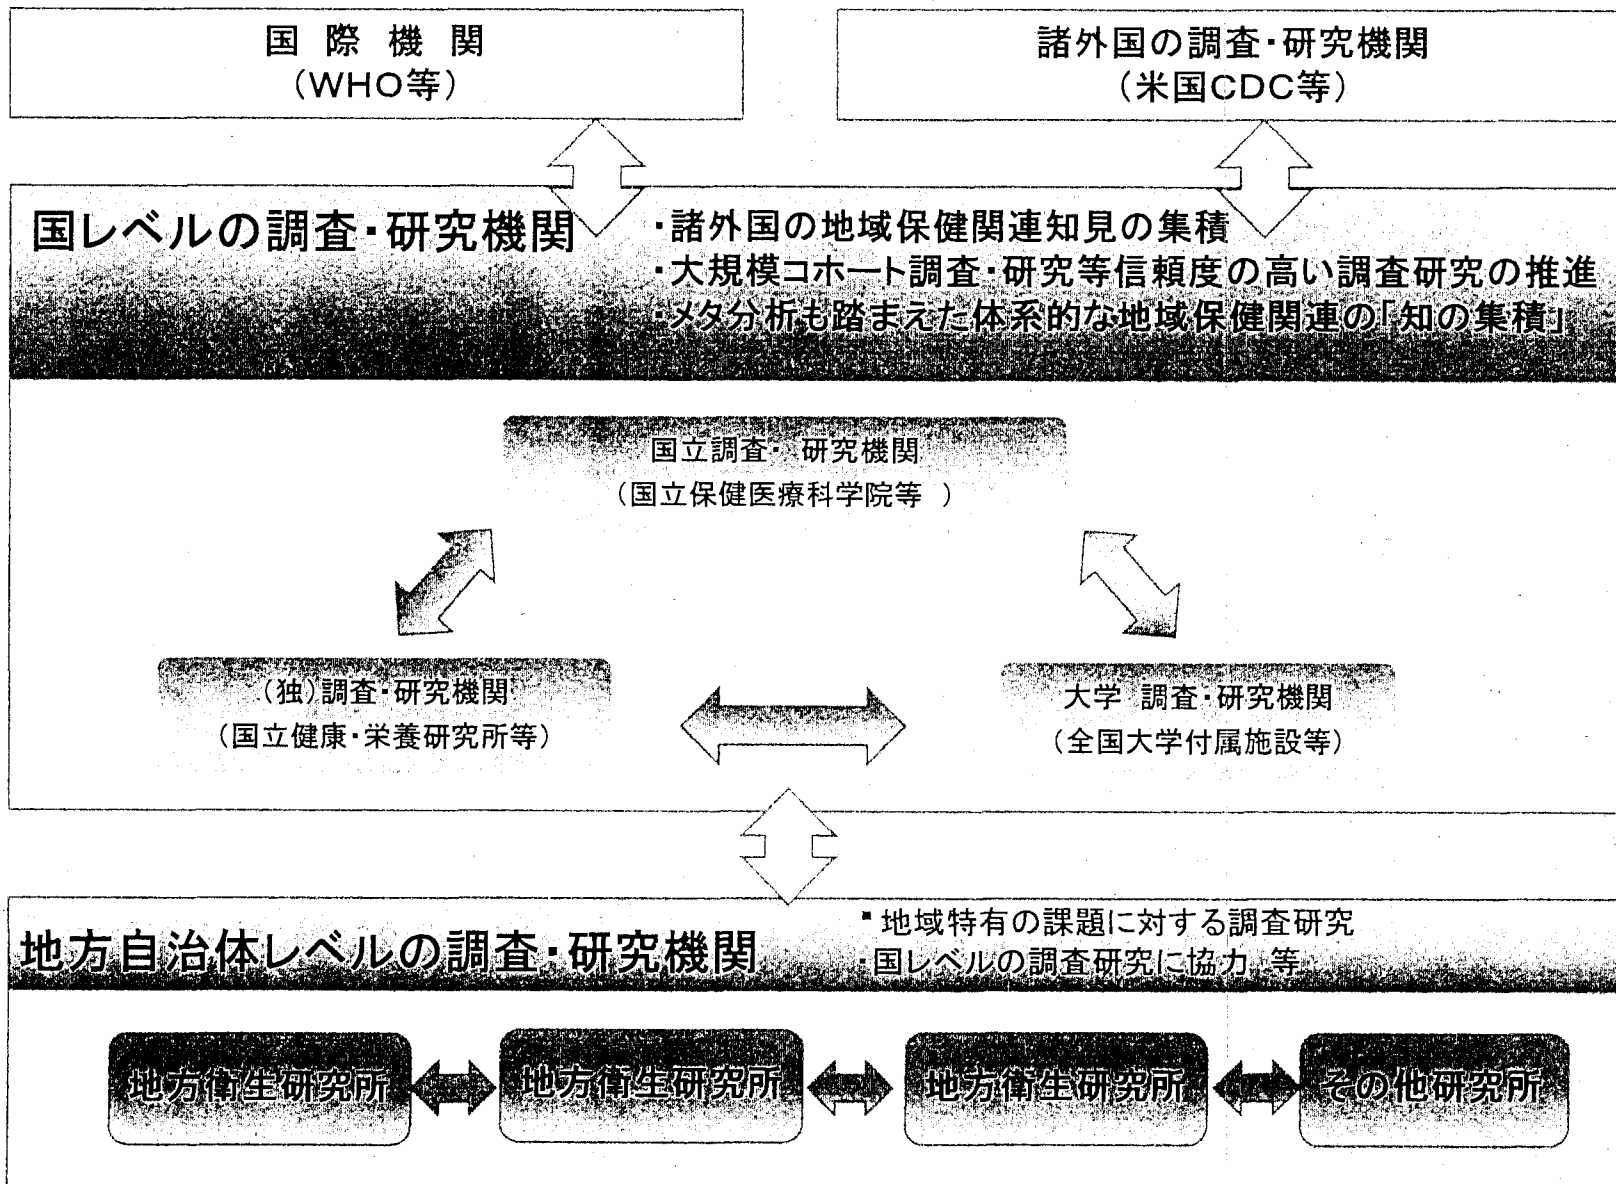 国際機関
(WHO等)
諸外国の調査・研究機関
(米国CDC等)
国レベルの調査・研究機関
・諸外国の地域保健関連知見の集積
・大規模コホート調査・研究等信頼度の高い調査研究の推進
・メタ分析も踏まえた体系的な地域保健関連の「知の集積」
国立調査・ 研究機関
(国立保健医療科学院等 )
(独)調査・研究機関
(国立健康・栄養研究所等)
大学 調査・研究機関
(全国大学付属施設等)
地方自治体レベルの調査・研究機関
・地域特有の課題に対する調査研究
・国レベルの調査研究に協力 等
地方衛生研究所
地方衛生研究所
地方衛生研究所
その他研究所